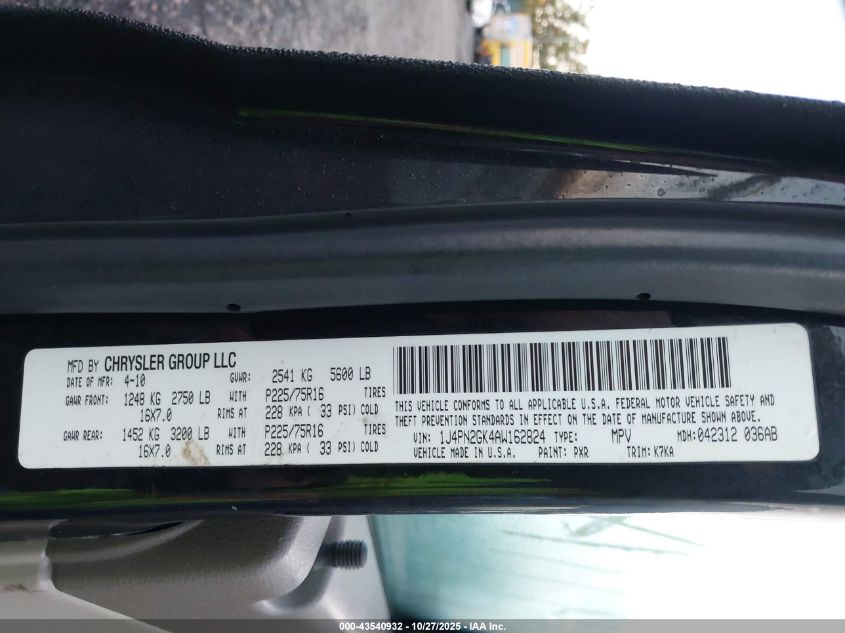 MFD BY CHRYSLER GROUP LLC
DATE OF MFR: 4-10 GVWR: 2541 KG 5600 LB
GAWR FRONT: 1248 KG 2750 LB WITH P225/75R16 TIRES
16X7.0 RIMS AT 228 KPA ( 33 PSI) COLD
GAWR REAR: 1452 KG 3200 LB WITH P225/75R16 TIRES
16X7.0 RIMS AT 228 KPA ( 33 PSI) COLD
THIS VEHICLE CONFORMS TO ALL APPLICABLE U.S.A. FEDERAL MOTOR VEHICLE SAFETY AND
THEFT PREVENTION STANDARDS IN EFFECT ON THE DATE OF MANUFACTURE SHOWN ABOVE.
VIN: 1J4PN2GK4AW162824 TYPE: MPV MDH: 042312 036AB
VEHICLE MADE IN U.S.A. PAINT: PXR TRIM: K7KA
000-43540932 - 10/27/2025 - © IAA Inc.